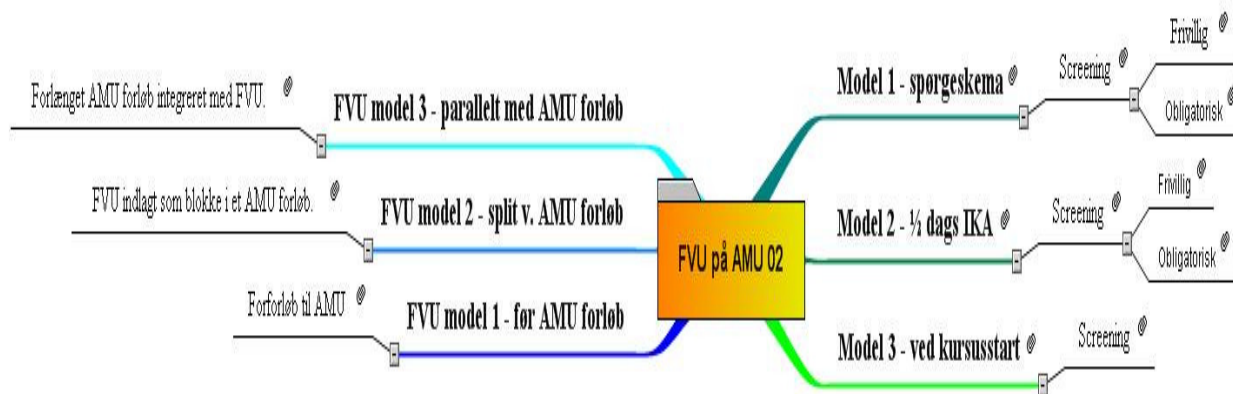 Forlænget AMU forløb integreret med FVU.
FVU model 3 - parallelt med AMU forløb
FVU indlagt som blokke i et AMU forløb.
FVU model 2 - split v. AMU forløb
Forforløb til AMU
FVU model 1 - før AMU forløb
FVU på AMU 02
Model 1 - spørgeskema
Screening
Frivillig
Obligatorisk
Model 2 - ½ dags IKA
Screening
Frivillig
Obligatorisk
Model 3 - ved kursusstart
Screening